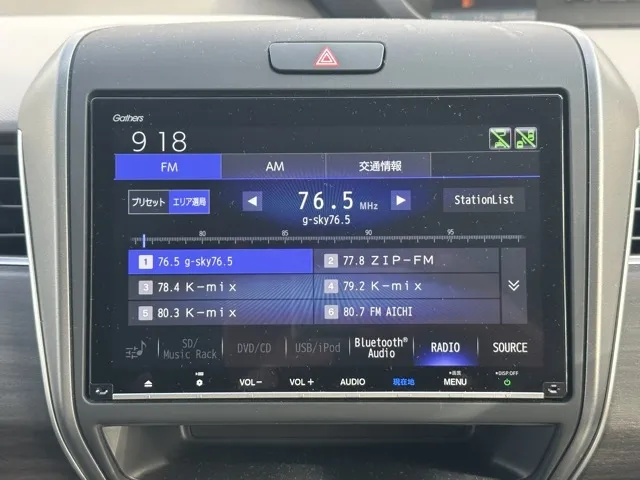 Gathers
9 18
FM AM 交通情報
プリセット エリア選局 76.5 MHz StationList
g-sky76.5
80 85 90 95
1 76.5 g-sky76.5 2 77.8 ZIP-FM
3 78.4 K-mix 4 79.2 K-mix
5 80.3 K-mix 6 80.7 FM AICHI
SD/ Music Rack DVD/CD USB/iPod Bluetooth® Audio RADIO SOURCE
VOL- VOL+ AUDIO 現在地 •画面 MENU •DISP OFF